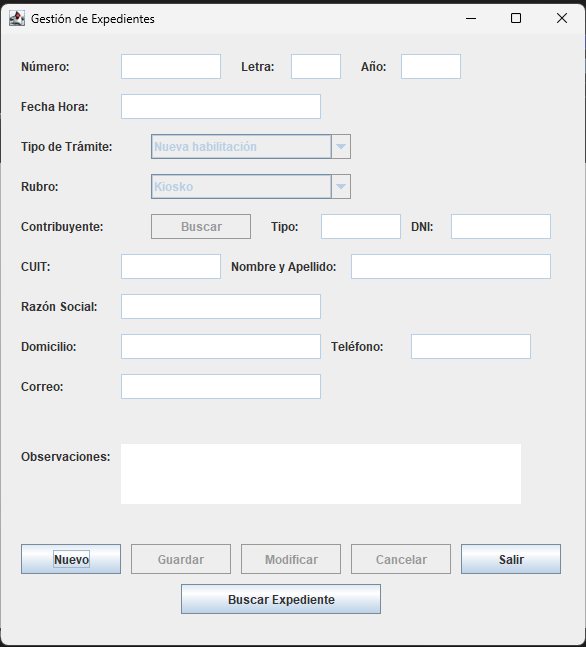 Gestión de Expedientes
Número: Letra: Año:
Fecha Hora:
Tipo de Trámite: Nueva habilitación
Rubro: Kiosko
Contribuyente: Buscar Tipo: DNI:
CUIT: Nombre y Apellido:
Razón Social:
Domicilio: Teléfono:
Correo:
Observaciones:
Nuevo Guardar Modificar Cancelar Salir
Buscar Expediente